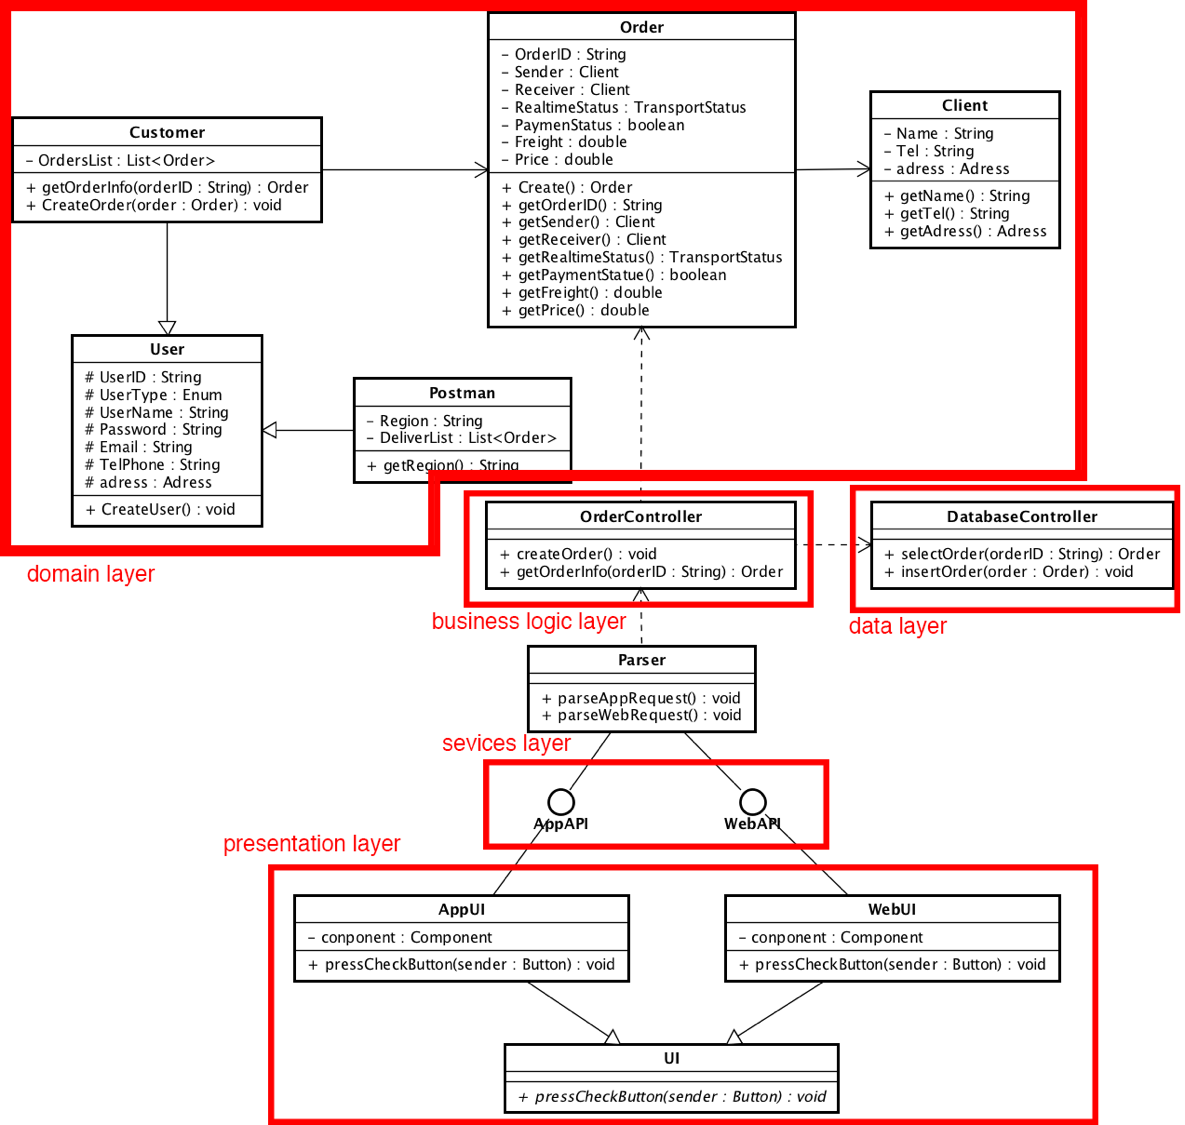 Order
- OrderID : String
- Sender : Client
- Receiver : Client
- RealtimeStatus : TransportStatus
- PaymenStatus : boolean
- Freight : double
- Price : double
+ Create() : Order
+ getOrderID() : String
+ getSender() : Client
+ getReceiver() : Client
+ getRealtimeStatus() : TransportStatus
+ getPaymentStatue() : boolean
+ getFreight() : double
+ getPrice() : double
Client
- Name : String
- Tel : String
- adress : Adress
+ getName() : String
+ getTel() : String
+ getAdress() : Adress
Customer
- OrdersList : List<Order>
+ getOrderInfo(orderID : String) : Order
+ CreateOrder(order : Order) : void
User
# UserID : String
# UserType : Enum
# UserName : String
# Password : String
# Email : String
# TelPhone : String
# adress : Adress
+ CreateUser() : void
Postman
- Region : String
- DeliverList : List<Order>
+ getRegion() : String
domain layer
OrderController
+ createOrder() : void
+ getOrderInfo(orderID : String) : Order
business logic layer
DatabaseController
+ selectOrder(orderID : String) : Order
+ insertOrder(order : Order) : void
data layer
Parser
+ parseAppRequest() : void
+ parseWebRequest() : void
sevices layer
AppAPI
WebAPI
presentation layer
AppUI
- conponent : Component
+ pressCheckButton(sender : Button) : void
WebUI
- conponent : Component
+ pressCheckButton(sender : Button) : void
UI
+ pressCheckButton(sender : Button) : void